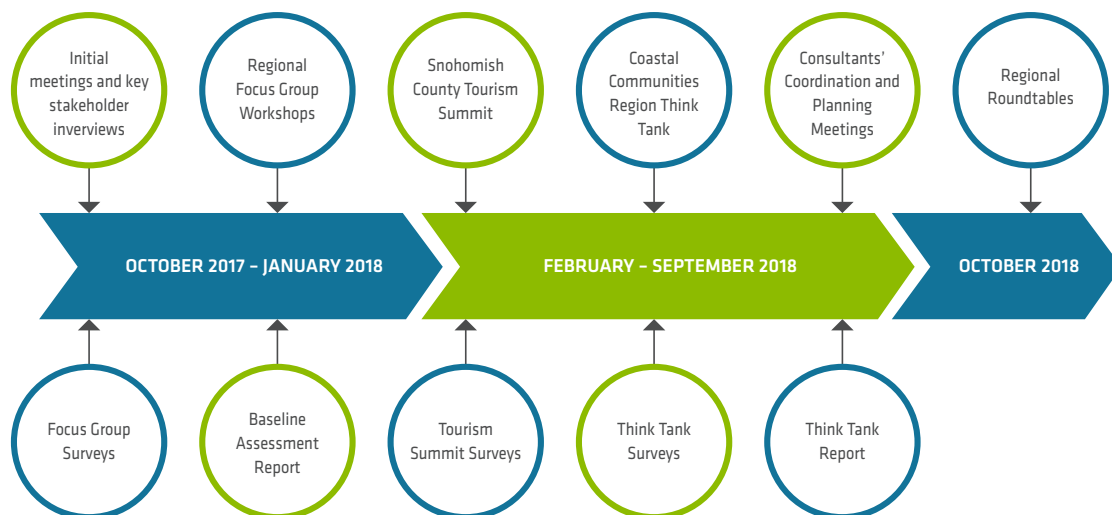 Initial
meetings and key
stakeholder
inverviews
Regional
Focus Group
Workshops
Snohomish
County Tourism
Summit
Coastal
Communities
Region Think
Tank
Consultants’
Coordination and
Planning
Meetings
Regional
Roundtables
OCTOBER 2017 – JANUARY 2018
FEBRUARY – SEPTEMBER 2018
OCTOBER 2018
Focus Group
Surveys
Baseline
Assessment
Report
Tourism
Summit Surveys
Think Tank
Surveys
Think Tank
Report